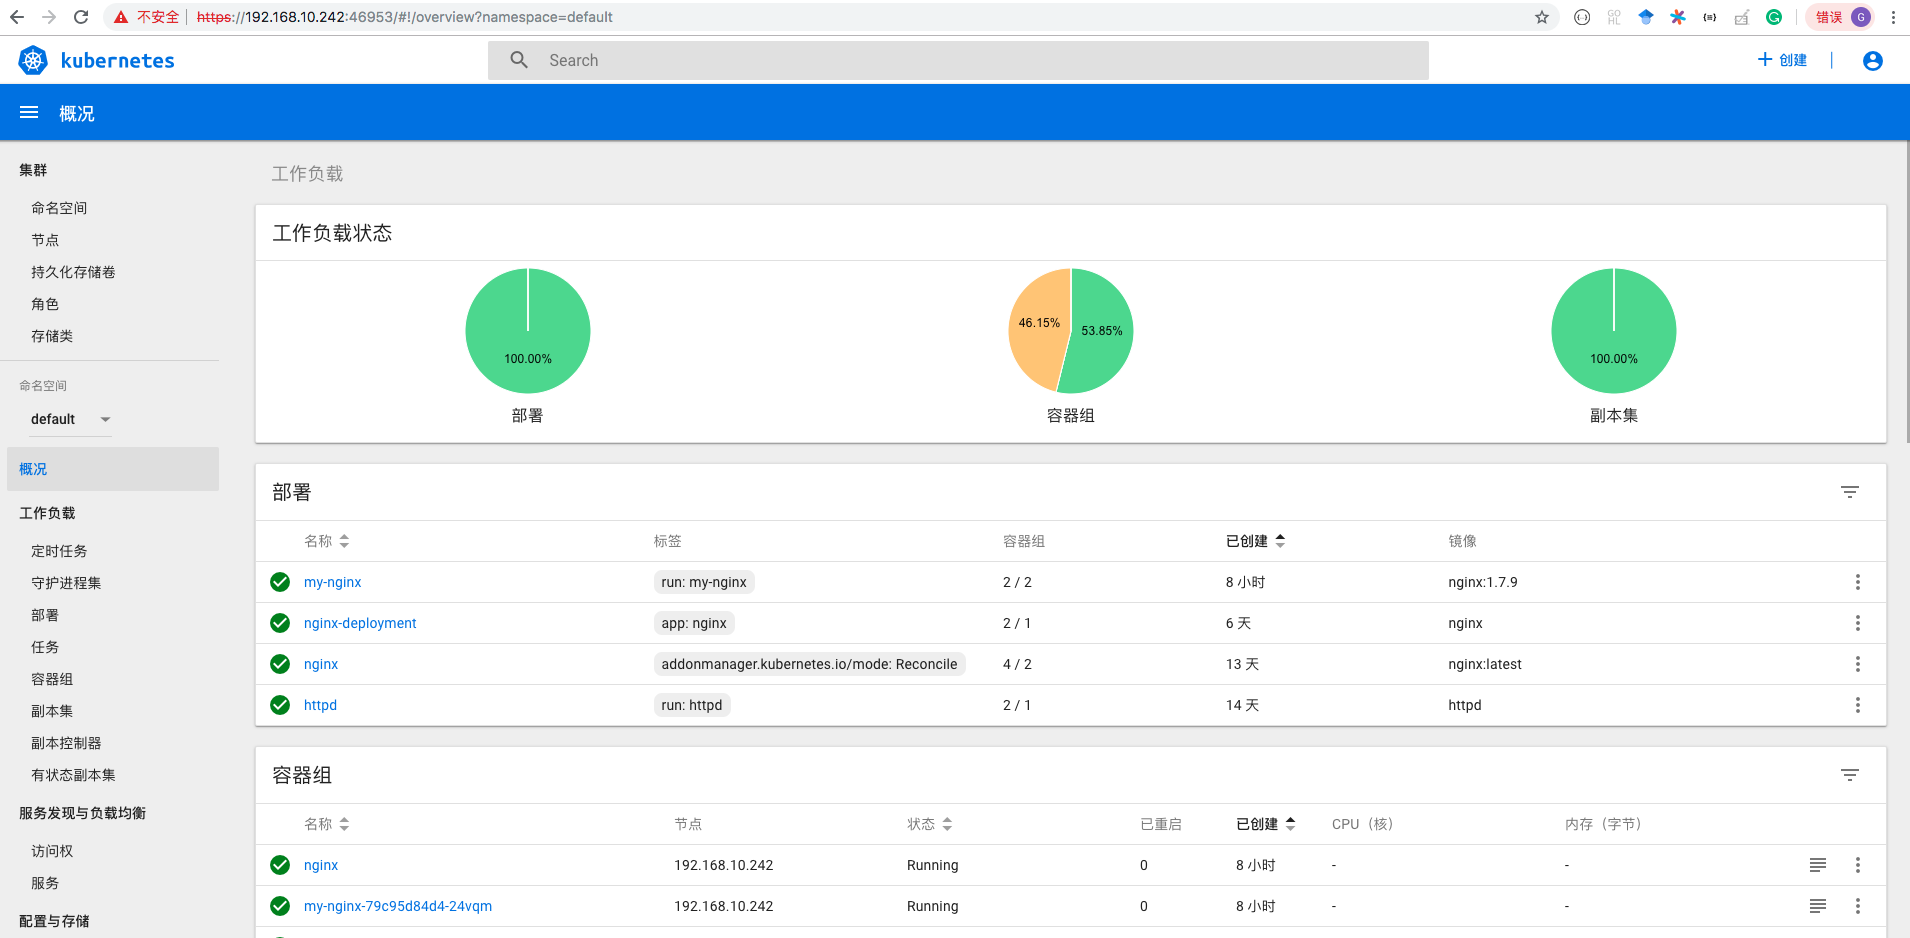 不安全 https://192.168.10.242:46953/#!/overview?namespace=default
GO HL
错误 G
kubernetes
Search
创建
概况
集群
命名空间
节点
持久化存储卷
角色
存储类
命名空间
default
概况
工作负载
定时任务
守护进程集
部署
任务
容器组
副本集
副本控制器
有状态副本集
服务发现与负载均衡
访问权
服务
配置与存储
工作负载
工作负载状态
100.00%
部署
46.15% 53.85%
容器组
100.00%
副本集
部署
名称 标签 容器组 已创建 镜像
my-nginx run: my-nginx 2 / 2 8 小时 nginx:1.7.9
nginx-deployment app: nginx 2 / 1 6 天 nginx
nginx addonmanager.kubernetes.io/mode: Reconcile 4 / 2 13 天 nginx:latest
httpd run: httpd 2 / 1 14 天 httpd
容器组
名称 节点 状态 已重启 已创建 CPU（核） 内存（字节）
nginx 192.168.10.242 Running 0 8 小时 - -
my-nginx-79c95d84d4-24vqm 192.168.10.242 Running 0 8 小时 - -